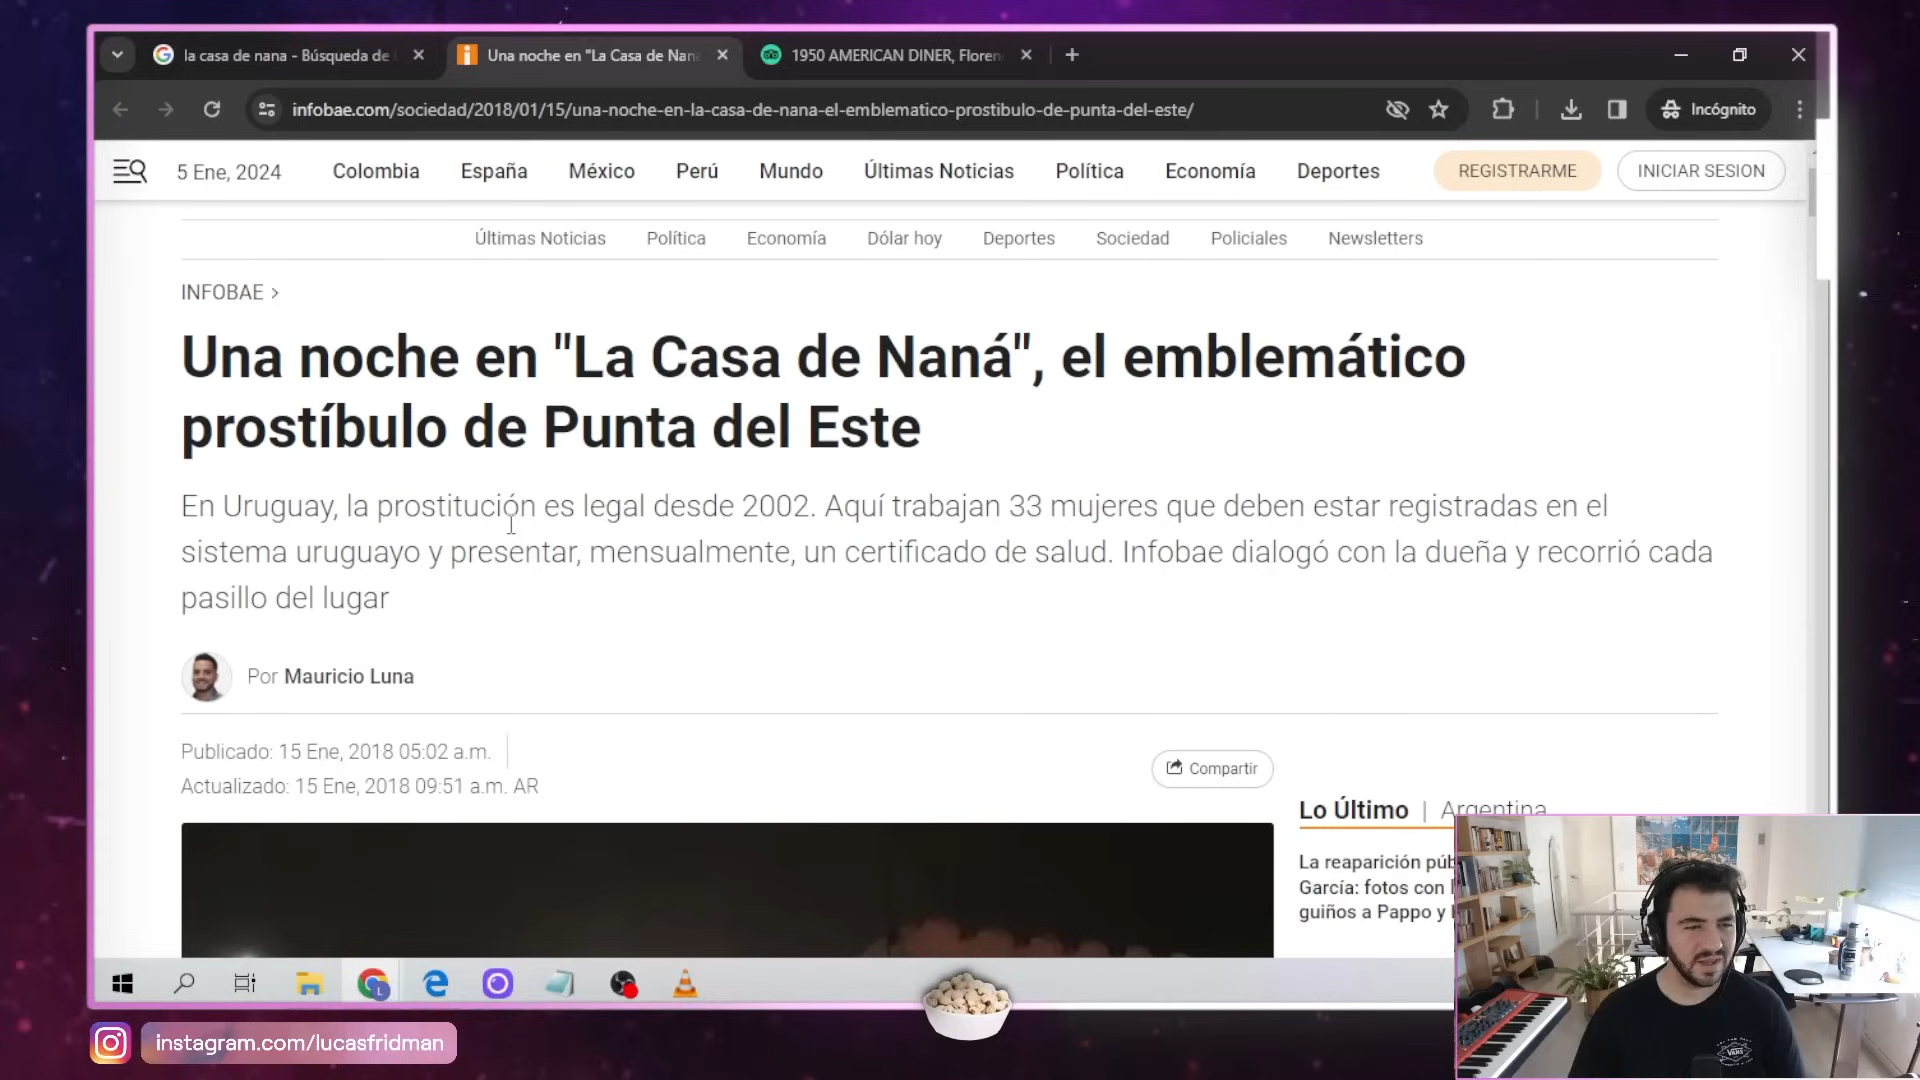 la casa de nana - Búsqueda de
Una noche en "La Casa de Naná
1950 AMERICAN DINER, Floren
infobae.com/sociedad/2018/01/15/una-noche-en-la-casa-de-nana-el-emblematico-prostibulo-de-punta-del-este/
Incógnito
5 Ene, 2024
Colombia España México Perú Mundo Últimas Noticias Política Economía Deportes
REGISTRARME INICIAR SESION
Últimas Noticias Política Economía Dólar hoy Deportes Sociedad Policiales Newsletters
INFOBAE >
Una noche en "La Casa de Naná", el emblemático
prostíbulo de Punta del Este
En Uruguay, la prostitución es legal desde 2002. Aquí trabajan 33 mujeres que deben estar registradas en el
sistema uruguayo y presentar, mensualmente, un certificado de salud. Infobae dialogó con la dueña y recorrió cada
pasillo del lugar
Por Mauricio Luna
Publicado: 15 Ene, 2018 05:02 a.m.
Actualizado: 15 Ene, 2018 09:51 a.m. AR
Compartir
Lo Último | Argentina
La reaparición púb
García: fotos con
guiños a Pappo y
VANS
instagram.com/lucasfridman